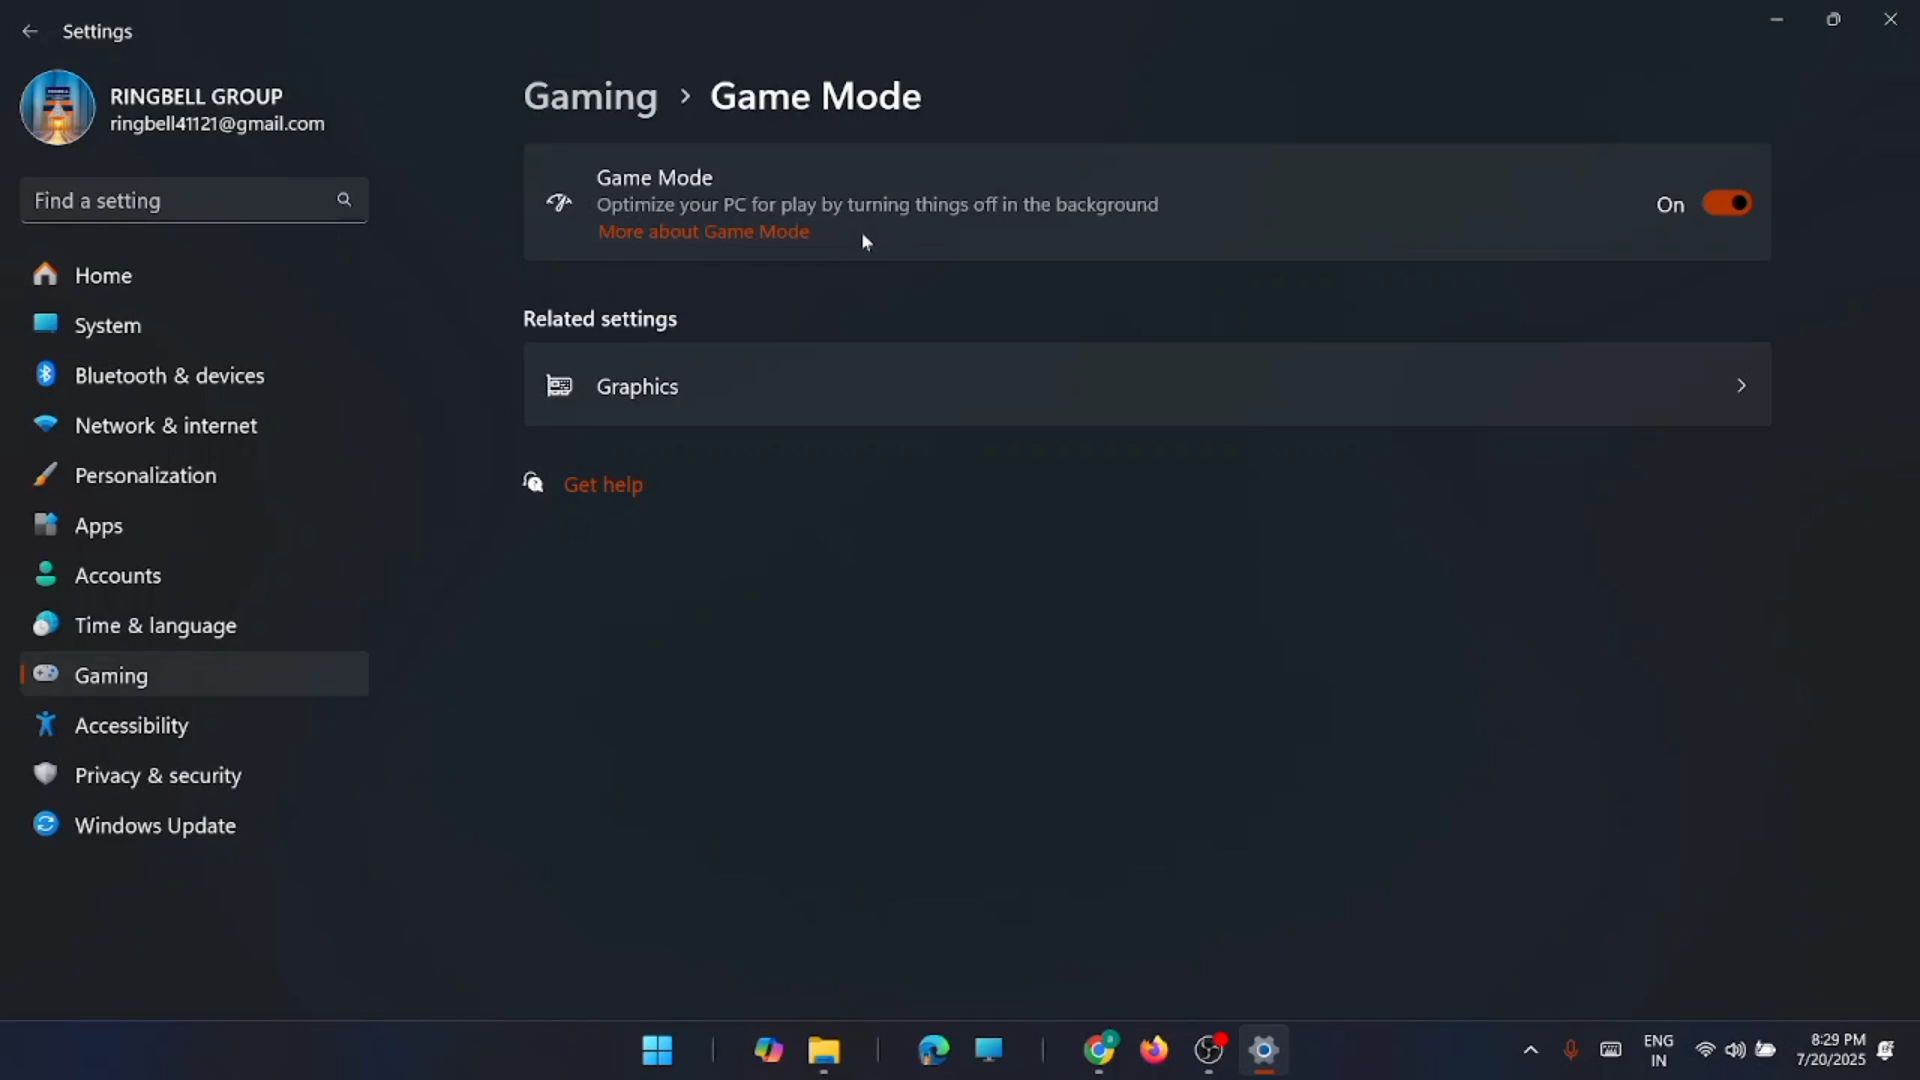 Settings
RINGBELL GROUP
ringbell41121@gmail.com
Find a setting
Home
System
Bluetooth & devices
Network & internet
Personalization
Apps
Accounts
Time & language
Gaming
Accessibility
Privacy & security
Windows Update
Gaming > Game Mode
Game Mode
Optimize your PC for play by turning things off in the background
More about Game Mode
On
Related settings
Graphics
Get help
ENG
IN
8:29 PM
7/20/2025